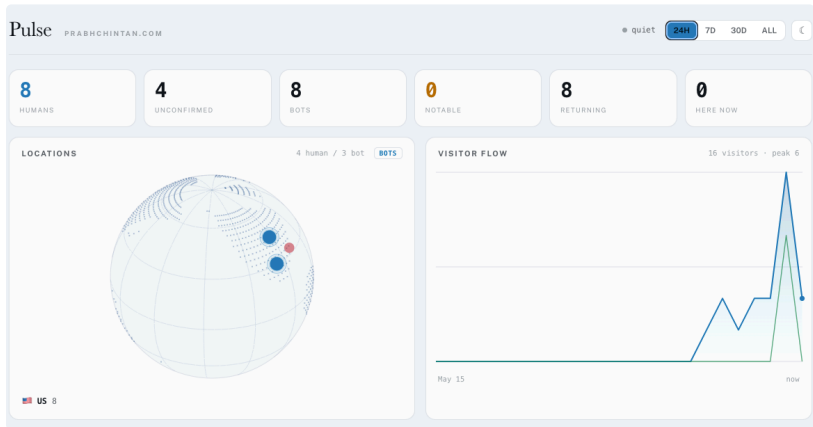 Pulse PRABHCHINTAN.COM quiet 24H 7D 30D ALL
8 4 8 0 8 0
HUMANS UNCONFIRMED BOTS NOTABLE RETURNING HERE NOW
LOCATIONS 4 human / 3 bot BOTS
VISITOR FLOW 16 visitors · peak 6
May 15 now
US 8